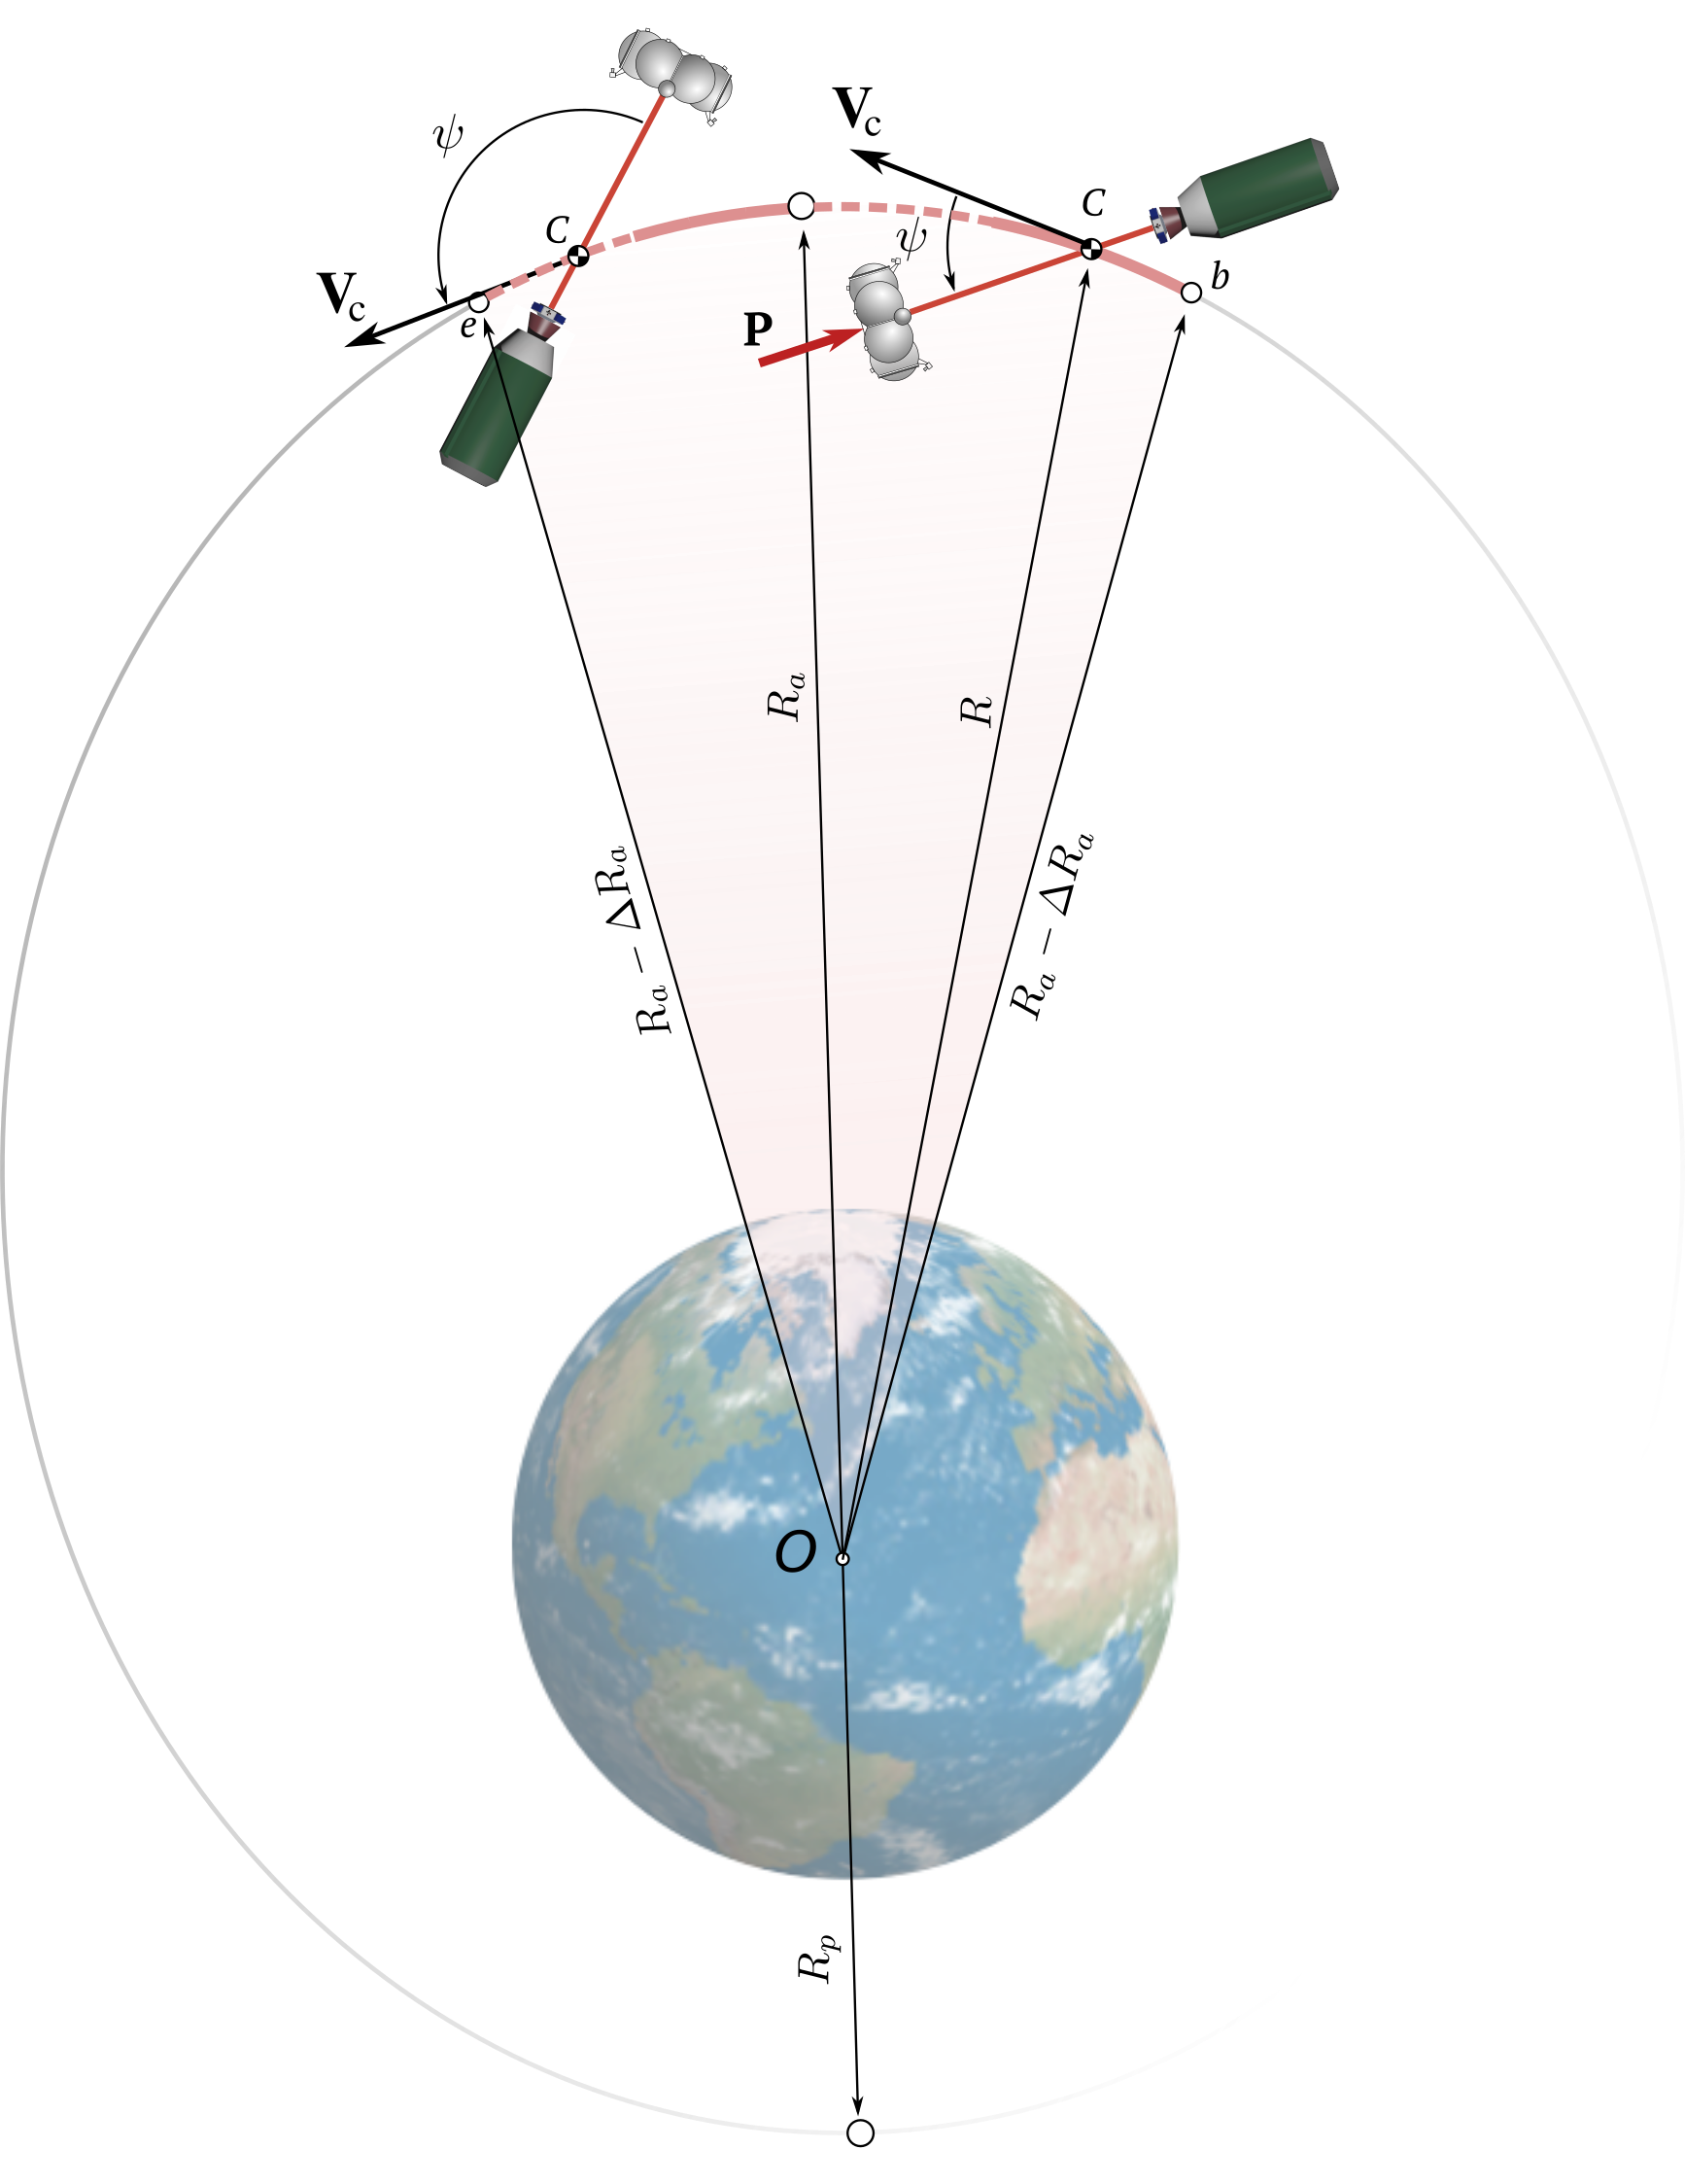 V_c
ψ
C
ψ
C
b
V_c
e
P
R_a
R
R_a − ΔR_a
R_a − ΔR_a
O
R_p